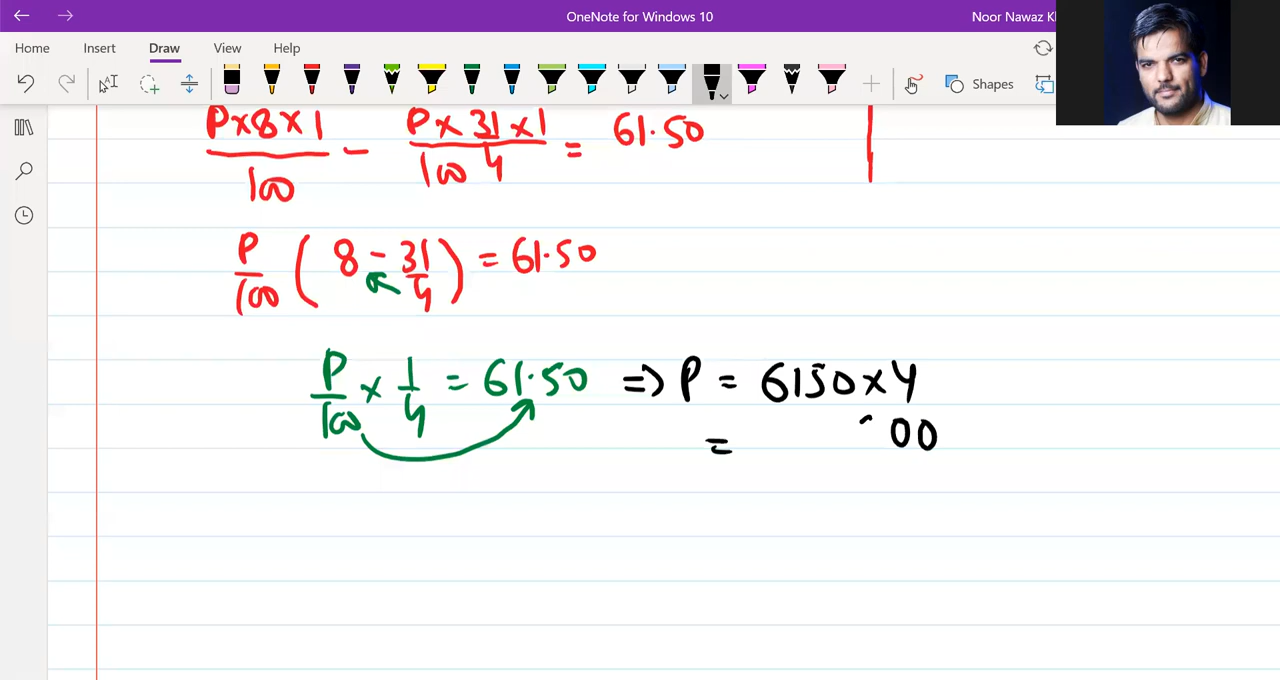 OneNote for Windows 10
Noor Nawaz Kh
Home Insert Draw View Help
Shapes
P×8×1/100 − P×31×1/100 4 = 61.50
P/100 ( 8 − 31/4 ) = 61.50
P/100 × 1/4 = 61.50 => P = 6150×4
= 00